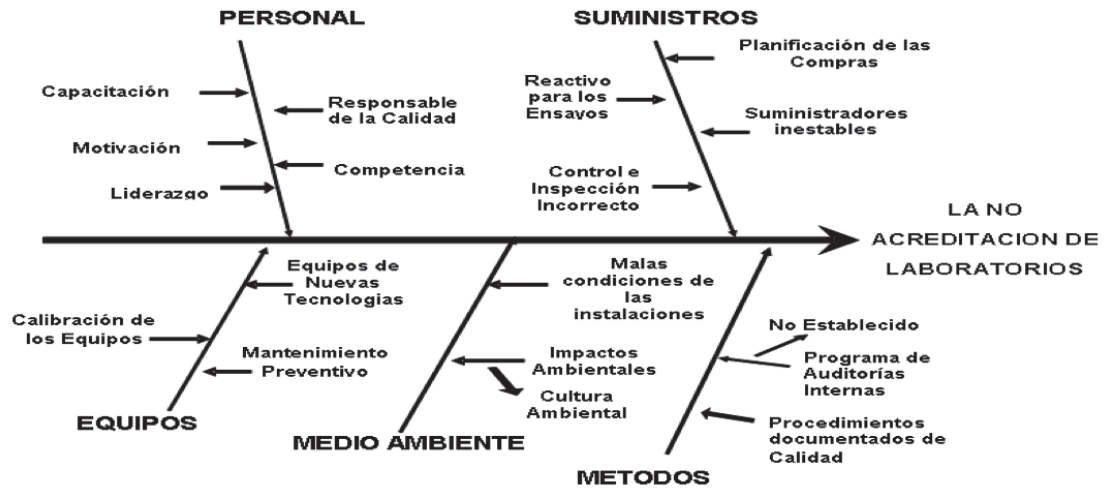 PERSONAL
Capacitación
Responsable
de la Calidad
Motivación
Competencia
Liderazgo
SUMINISTROS
Planificación de las
Compras
Reactivo
para los
Ensayos
Suministradores
inestables
Control e
Inspección
Incorrecto
LA NO
ACREDITACION DE
LABORATORIOS
Equipos de
Nuevas
Tecnologias
Calibración de
los Equipos
Mantenimiento
Preventivo
EQUIPOS
Malas
condiciones de
las
instalaciones
Impactos
Ambientales
Cultura
Ambiental
MEDIO AMBIENTE
No Establecido
Programa de
Auditorías
Internas
Procedimientos
documentados de
Calidad
METODOS